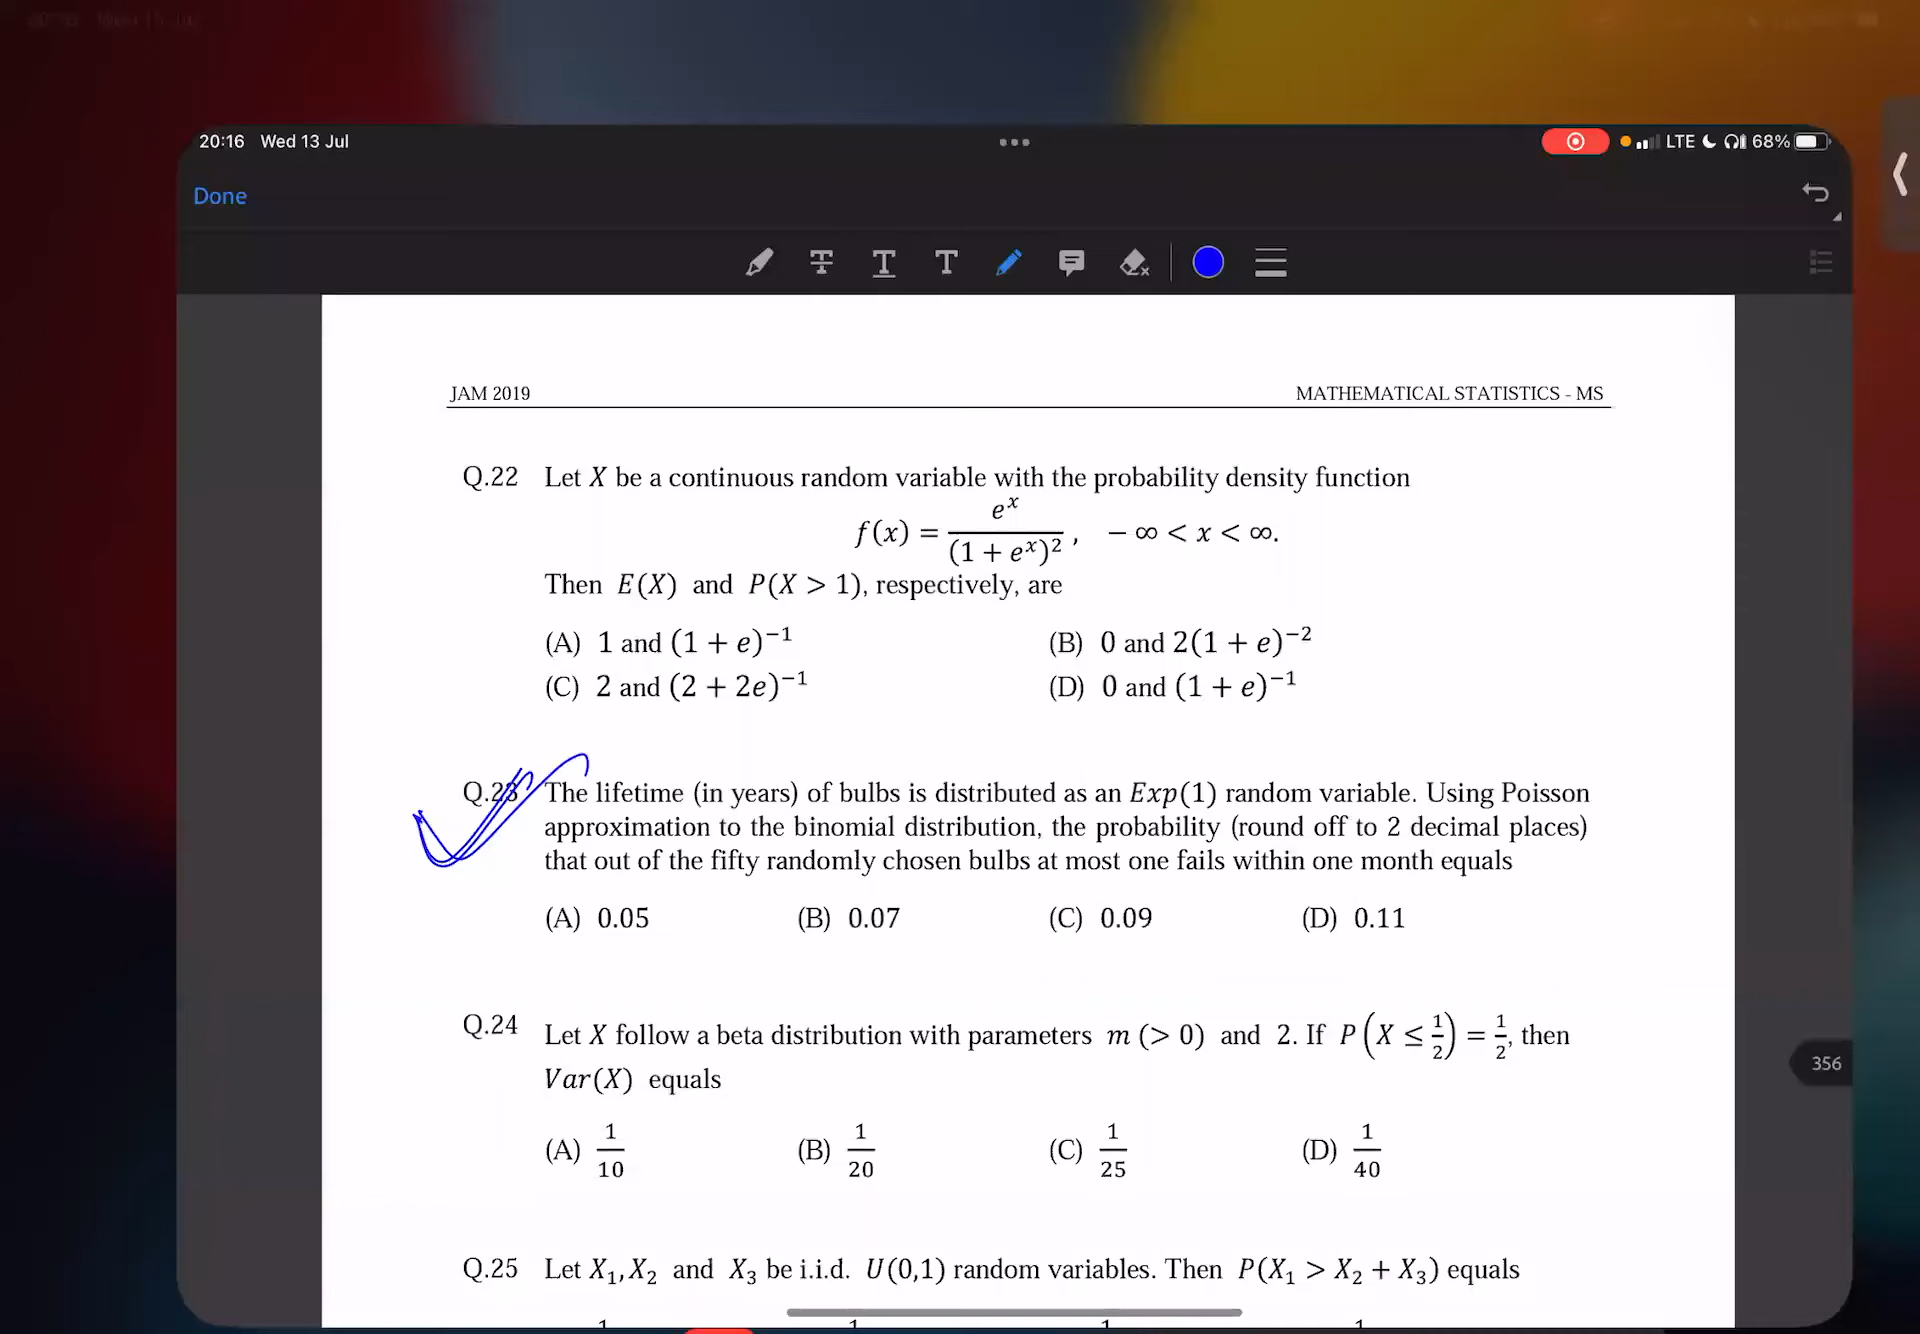 20:16 Wed 13 Jul
LTE 68%
Done
JAM 2019 MATHEMATICAL STATISTICS - MS
Q.22 Let X be a continuous random variable with the probability density function
f(x) = e^x / (1 + e^x)^2 , − ∞ < x < ∞.
Then E(X) and P(X > 1), respectively, are
(A) 1 and (1 + e)^−1 (B) 0 and 2(1 + e)^−2
(C) 2 and (2 + 2e)^−1 (D) 0 and (1 + e)^−1
Q.23 The lifetime (in years) of bulbs is distributed as an Exp(1) random variable. Using Poisson
approximation to the binomial distribution, the probability (round off to 2 decimal places)
that out of the fifty randomly chosen bulbs at most one fails within one month equals
(A) 0.05 (B) 0.07 (C) 0.09 (D) 0.11
Q.24 Let X follow a beta distribution with parameters m (> 0) and 2. If P(X ≤ 1/2) = 1/2, then
Var(X) equals
(A) 1/10 (B) 1/20 (C) 1/25 (D) 1/40
356
Q.25 Let X₁, X₂ and X₃ be i.i.d. U(0,1) random variables. Then P(X₁ > X₂ + X₃) equals
1 1 1 1